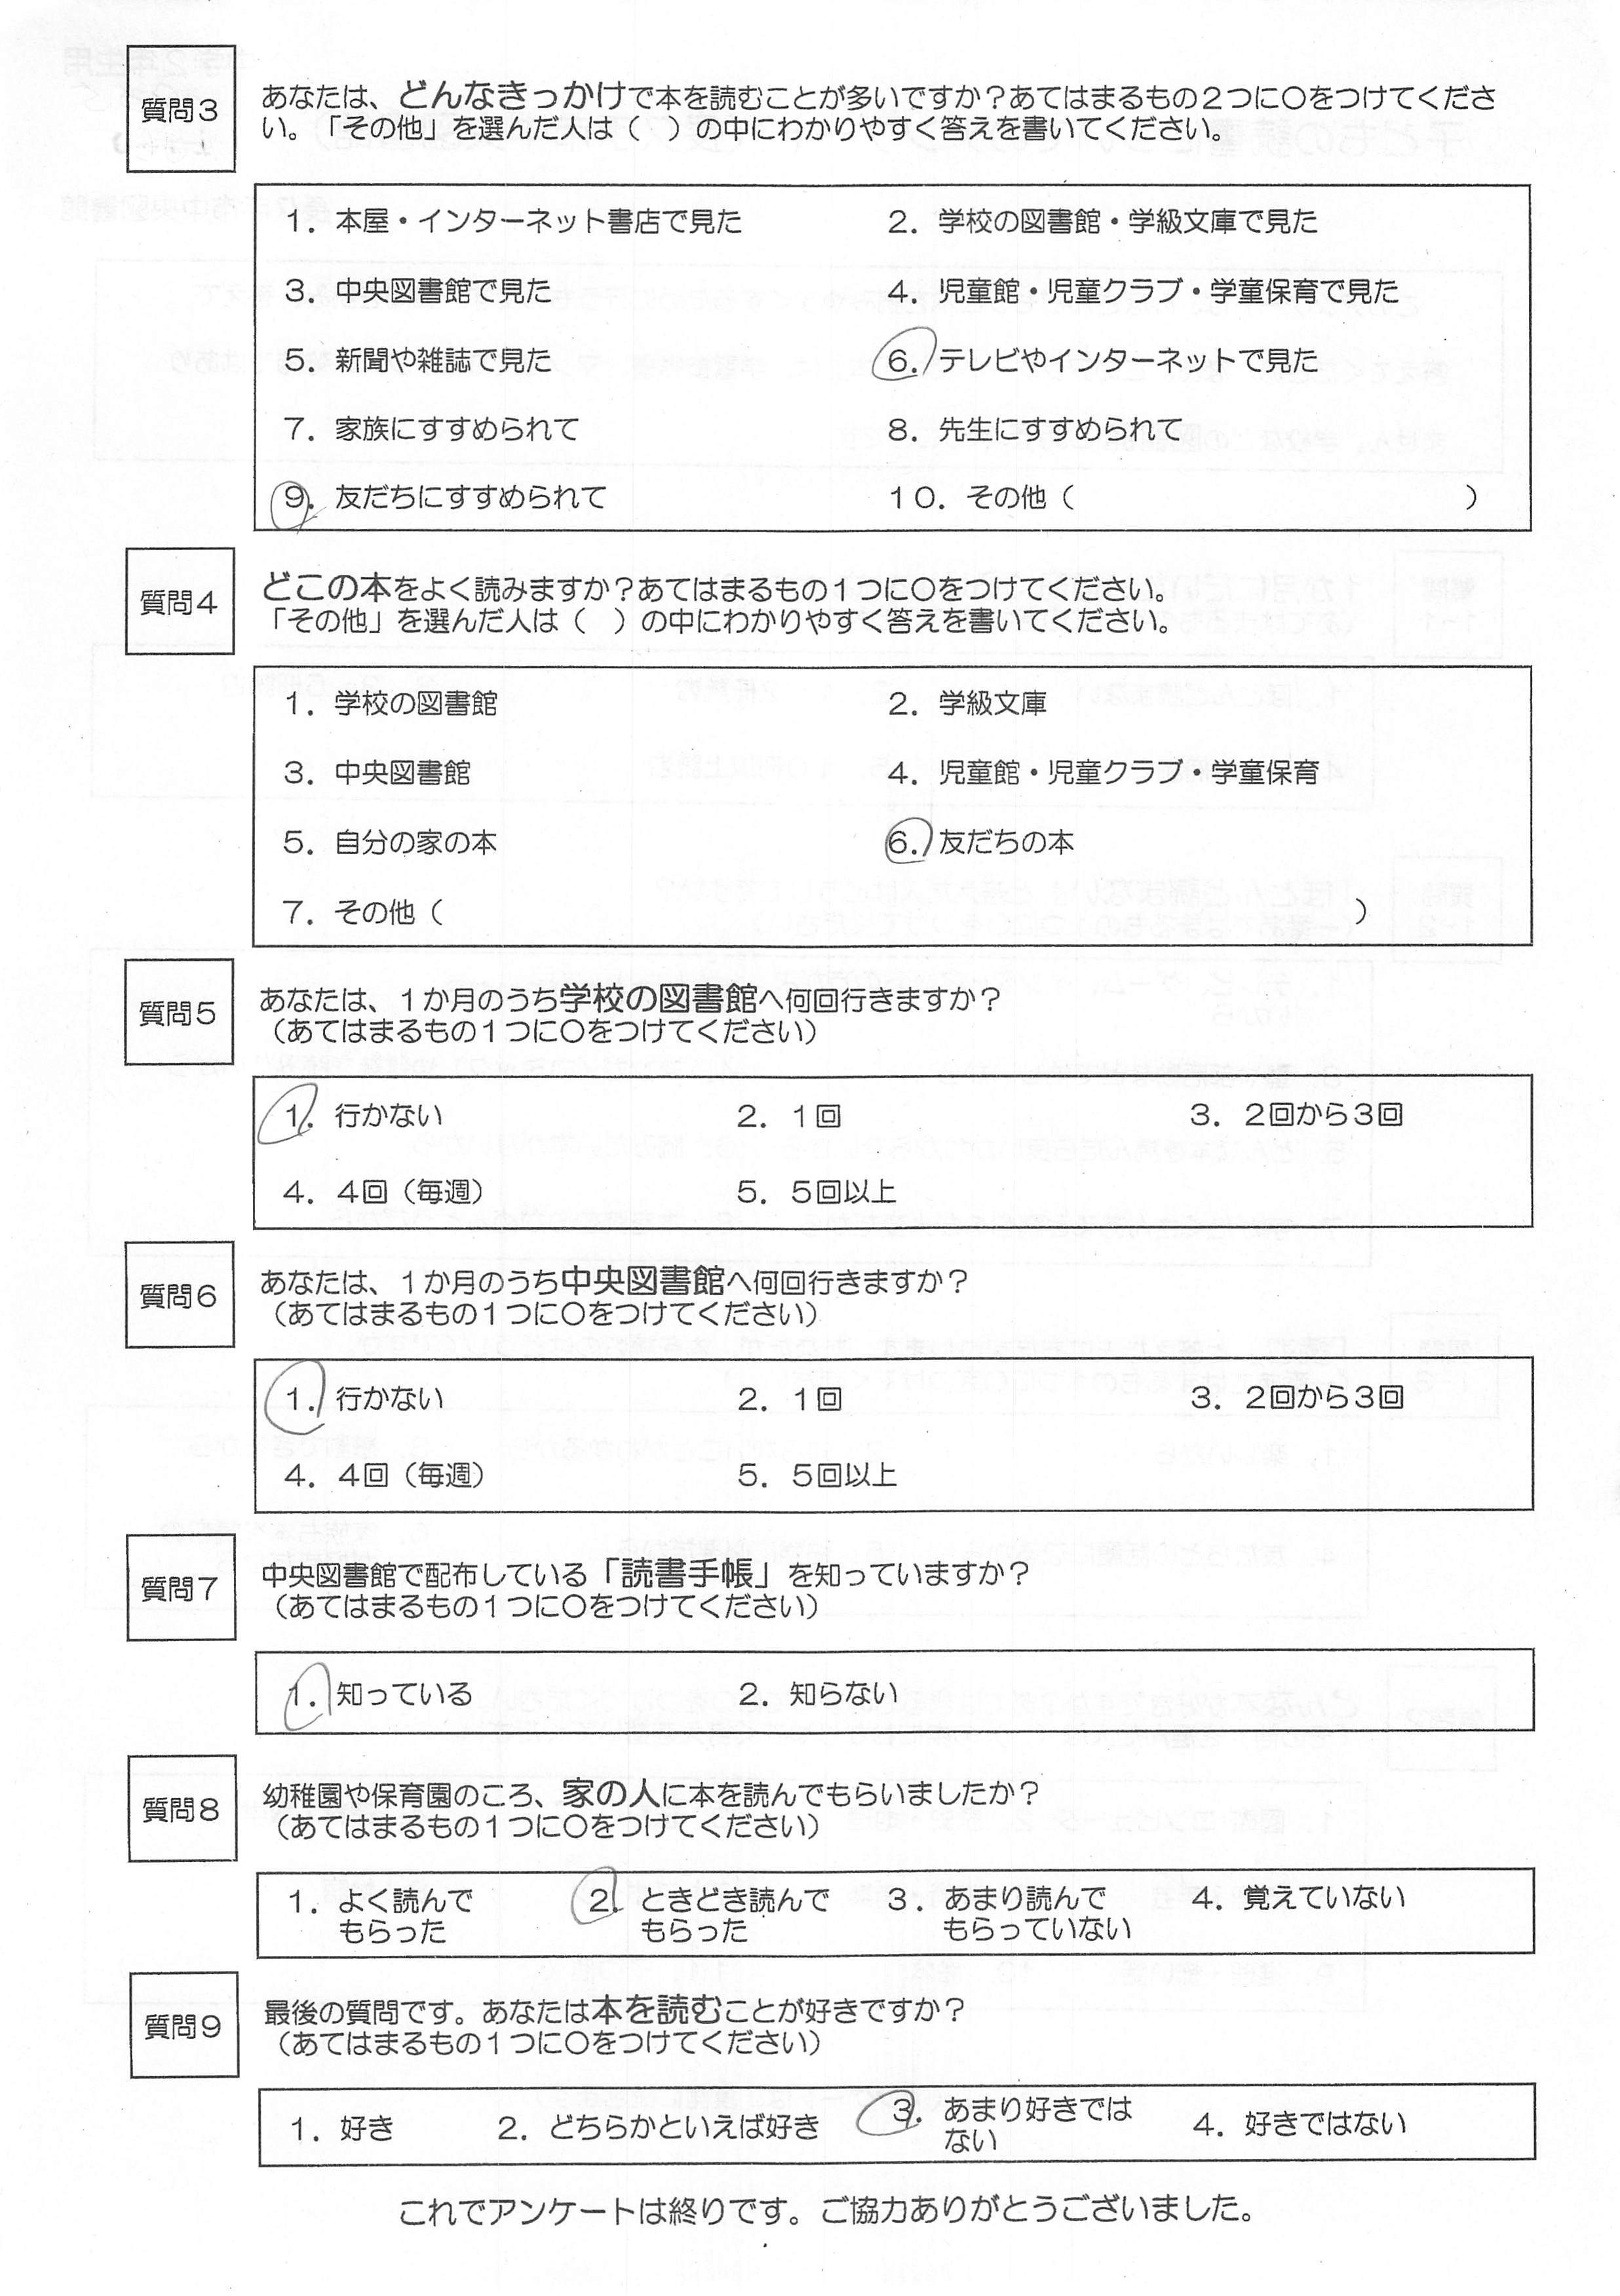 質問３
あなたは、どんなきっかけで本を読むことが多いですか？あてはまるもの２つに○をつけてくださ
い。「その他」を選んだ人は（　）の中にわかりやすく答えを書いてください。
１．本屋・インターネット書店で見た　２．学校の図書館・学級文庫で見た
３．中央図書館で見た　４．児童館・児童クラブ・学童保育で見た
５．新聞や雑誌で見た　６．テレビやインターネットで見た
７．家族にすすめられて　８．先生にすすめられて
９．友だちにすすめられて　１０．その他（　）
質問４
どこの本をよく読みますか？あてはまるもの１つに○をつけてください。
「その他」を選んだ人は（　）の中にわかりやすく答えを書いてください。
１．学校の図書館　２．学級文庫
３．中央図書館　４．児童館・児童クラブ・学童保育
５．自分の家の本　６．友だちの本
７．その他（　）
質問５
あなたは、１か月のうち学校の図書館へ何回行きますか？
（あてはまるもの１つに○をつけてください）
１．行かない　２．１回　３．２回から３回
４．４回（毎週）　５．５回以上
質問６
あなたは、１か月のうち中央図書館へ何回行きますか？
（あてはまるもの１つに○をつけてください）
１．行かない　２．１回　３．２回から３回
４．４回（毎週）　５．５回以上
質問７
中央図書館で配布している「読書手帳」を知っていますか？
（あてはまるもの１つに○をつけてください）
１．知っている　２．知らない
質問８
幼稚園や保育園のころ、家の人に本を読んでもらいましたか？
（あてはまるもの１つに○をつけてください）
１．よく読んで　２．ときどき読んで　３．あまり読んで　４．覚えていない
もらった　もらった　もらっていない
質問９
最後の質問です。あなたは本を読むことが好きですか？
（あてはまるもの１つに○をつけてください）
１．好き　２．どちらかといえば好き　３．あまり好きでは　４．好きではない
ない
これでアンケートは終りです。ご協力ありがとうございました。